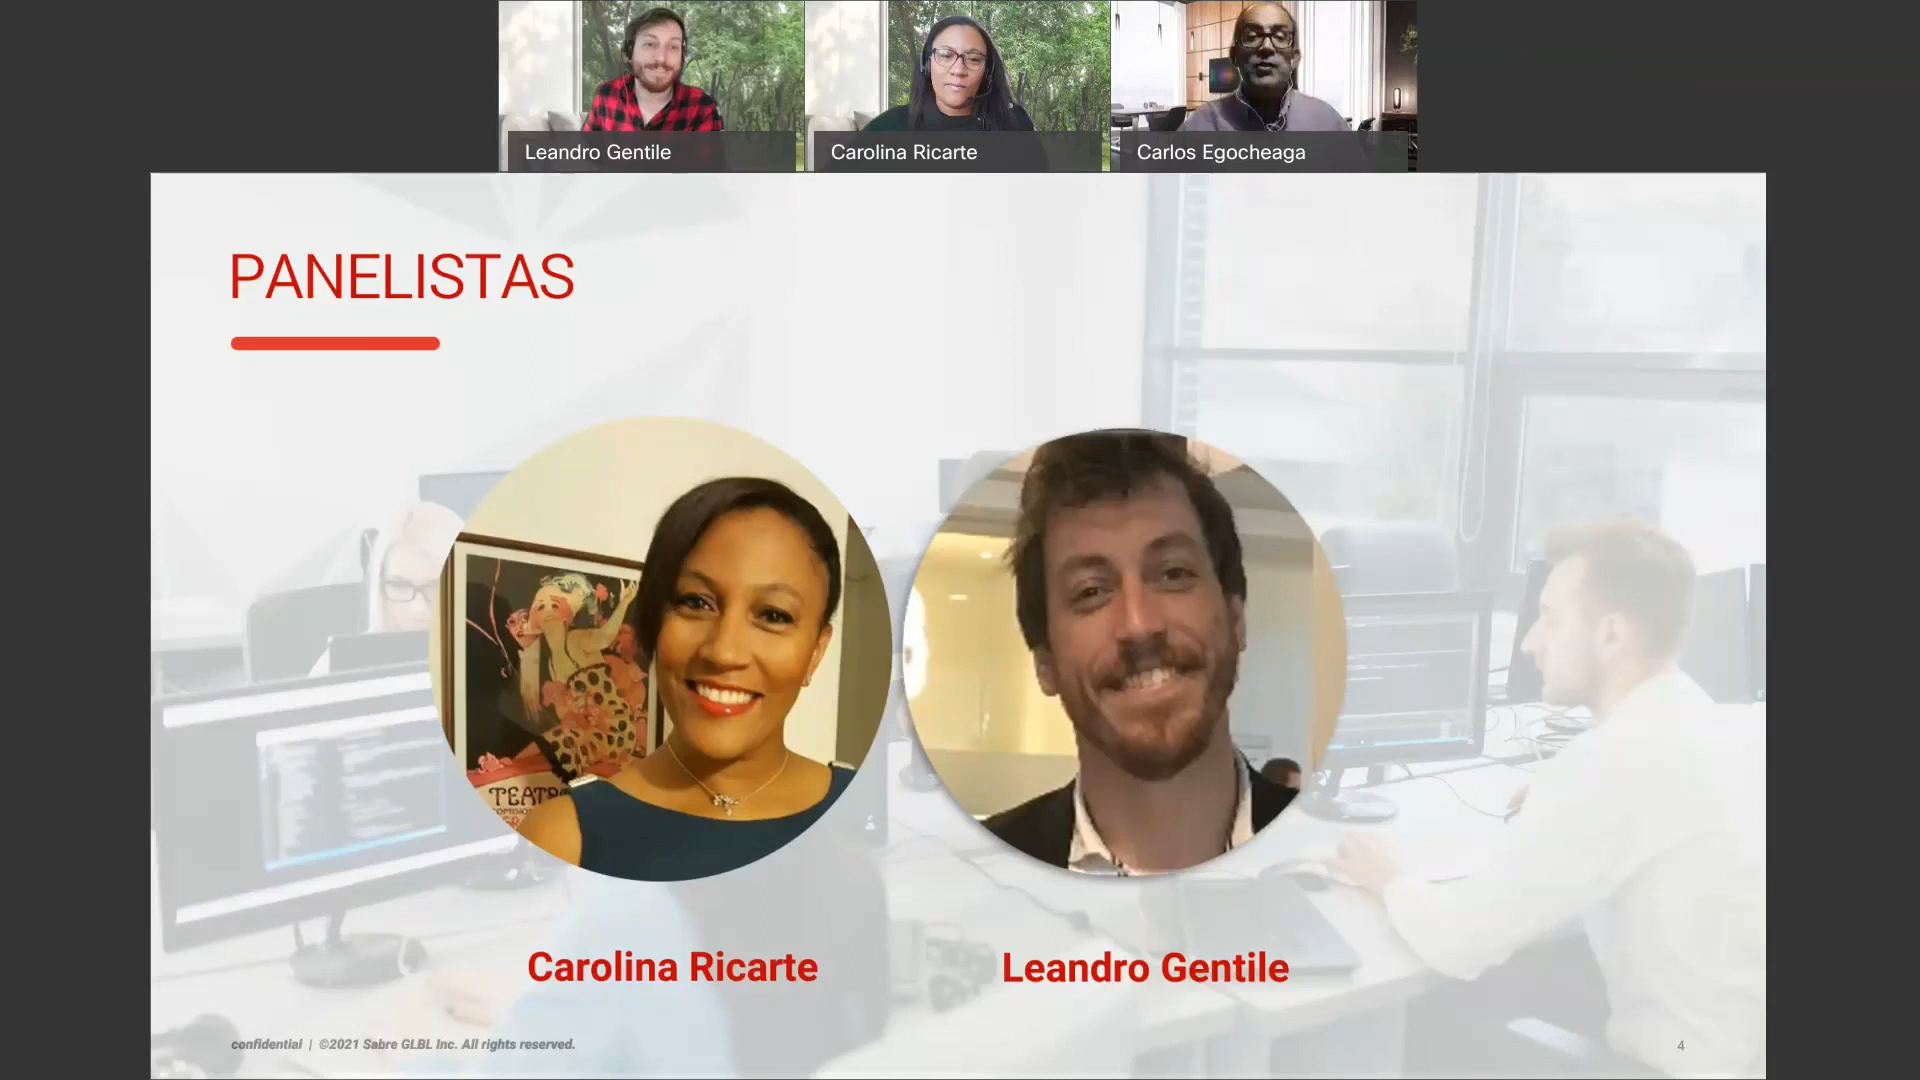 Leandro Gentile
Carolina Ricarte
Carlos Egocheaga
PANELISTAS
TEATRO
Carolina Ricarte
Leandro Gentile
confidential | ©2021 Sabre GLBL Inc. All rights reserved.
4